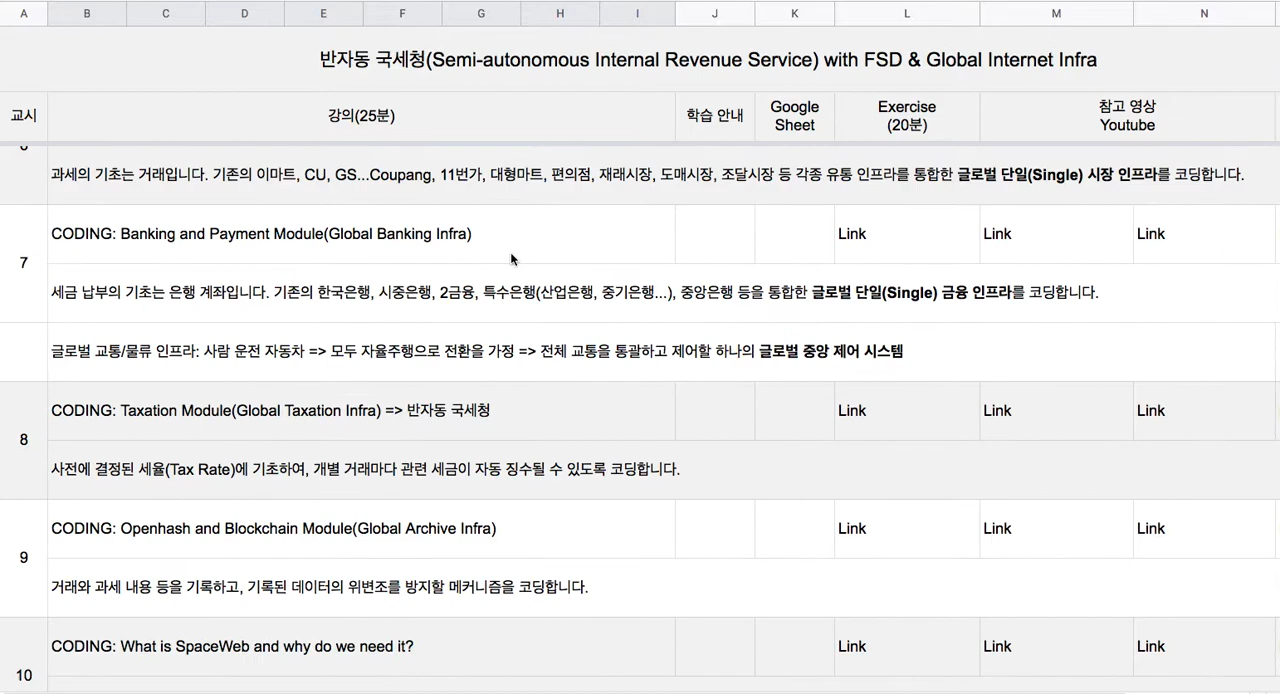 A B C D E F G H I J K L M N
반자동 국세청(Semi-autonomous Internal Revenue Service) with FSD & Global Internet Infra
교시 강의(25분) 학습 안내 Google Sheet Exercise (20분) 참고 영상 Youtube
과세의 기초는 거래입니다. 기존의 이마트, CU, GS...Coupang, 11번가, 대형마트, 편의점, 재래시장, 도매시장, 조달시장 등 각종 유통 인프라를 통합한 글로벌 단일(Single) 시장 인프라를 코딩합니다.
7
CODING: Banking and Payment Module(Global Banking Infra) Link Link Link
세금 납부의 기초는 은행 계좌입니다. 기존의 한국은행, 시중은행, 2금융, 특수은행(산업은행, 중기은행...), 중앙은행 등을 통합한 글로벌 단일(Single) 금융 인프라를 코딩합니다.
글로벌 교통/물류 인프라: 사람 운전 자동차 => 모두 자율주행으로 전환을 가정 => 전체 교통을 통괄하고 제어할 하나의 글로벌 중앙 제어 시스템
8
CODING: Taxation Module(Global Taxation Infra) => 반자동 국세청 Link Link Link
사전에 결정된 세율(Tax Rate)에 기초하여, 개별 거래마다 관련 세금이 자동 징수될 수 있도록 코딩합니다.
9
CODING: Openhash and Blockchain Module(Global Archive Infra) Link Link Link
거래와 과세 내용 등을 기록하고, 기록된 데이터의 위변조를 방지할 메커니즘을 코딩합니다.
10
CODING: What is SpaceWeb and why do we need it? Link Link Link